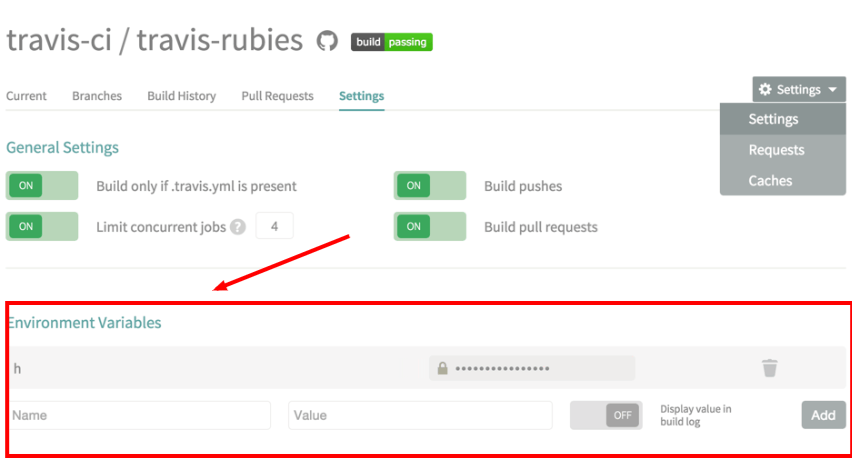 travis-ci / travis-rubies build passing
Current Branches Build History Pull Requests Settings
Settings
Settings
Requests
Caches
General Settings
ON Build only if .travis.yml is present ON Build pushes
ON Limit concurrent jobs ? 4 ON Build pull requests
Environment Variables
h ••••••••••••••••
Name Value OFF Display value in
build log
Add